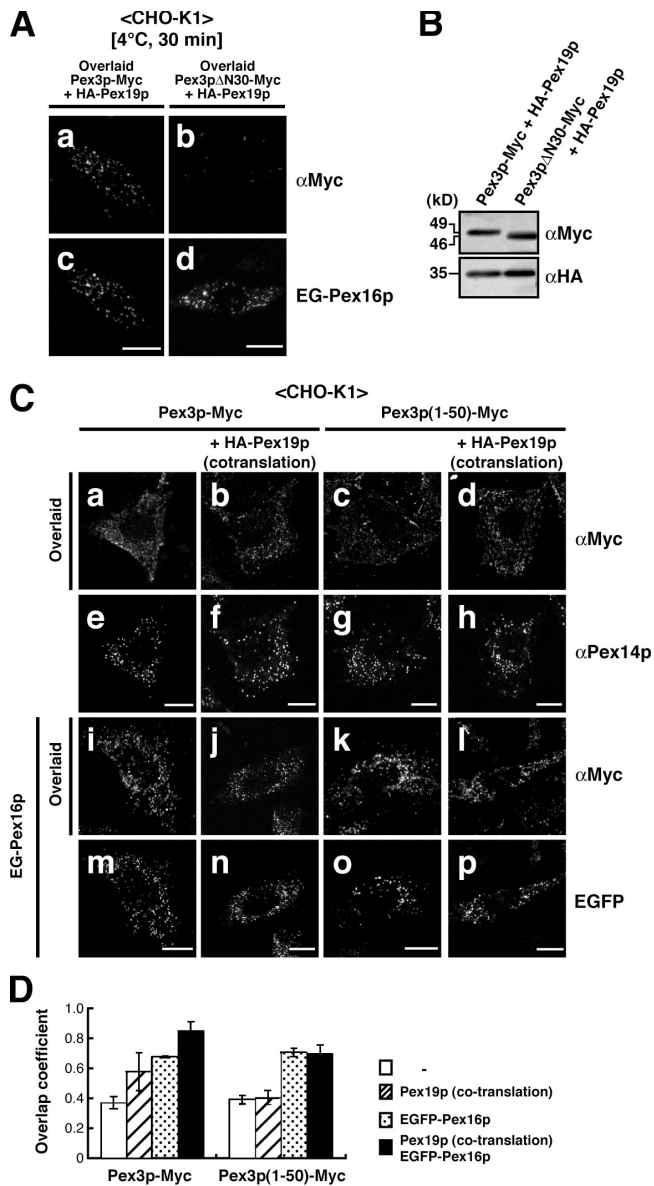 A
<CHO-K1>
[4°C, 30 min]
Overlaid
Pex3p-Myc
+ HA-Pex19p
Overlaid
Pex3pΔN30-Myc
+ HA-Pex19p
a
b
αMyc
c
d
EG-Pex16p
B
Pex3p-Myc + HA-Pex19p
Pex3pΔN30-Myc
+ HA-Pex19p
(kD)
49
46
αMyc
35
αHA
C
<CHO-K1>
Pex3p-Myc
Pex3p(1-50)-Myc
+ HA-Pex19p
(cotranslation)
+ HA-Pex19p
(cotranslation)
Overlaid
a
b
c
d
αMyc
e
f
g
h
αPex14p
EG-Pex16p
Overlaid
i
j
k
l
αMyc
m
n
o
p
EGFP
D
Overlap coefficient
1.0
0.8
0.6
0.4
0.2
0
Pex3p-Myc
Pex3p(1-50)-Myc
-
Pex19p (co-translation)
EGFP-Pex16p
Pex19p (co-translation)
EGFP-Pex16p